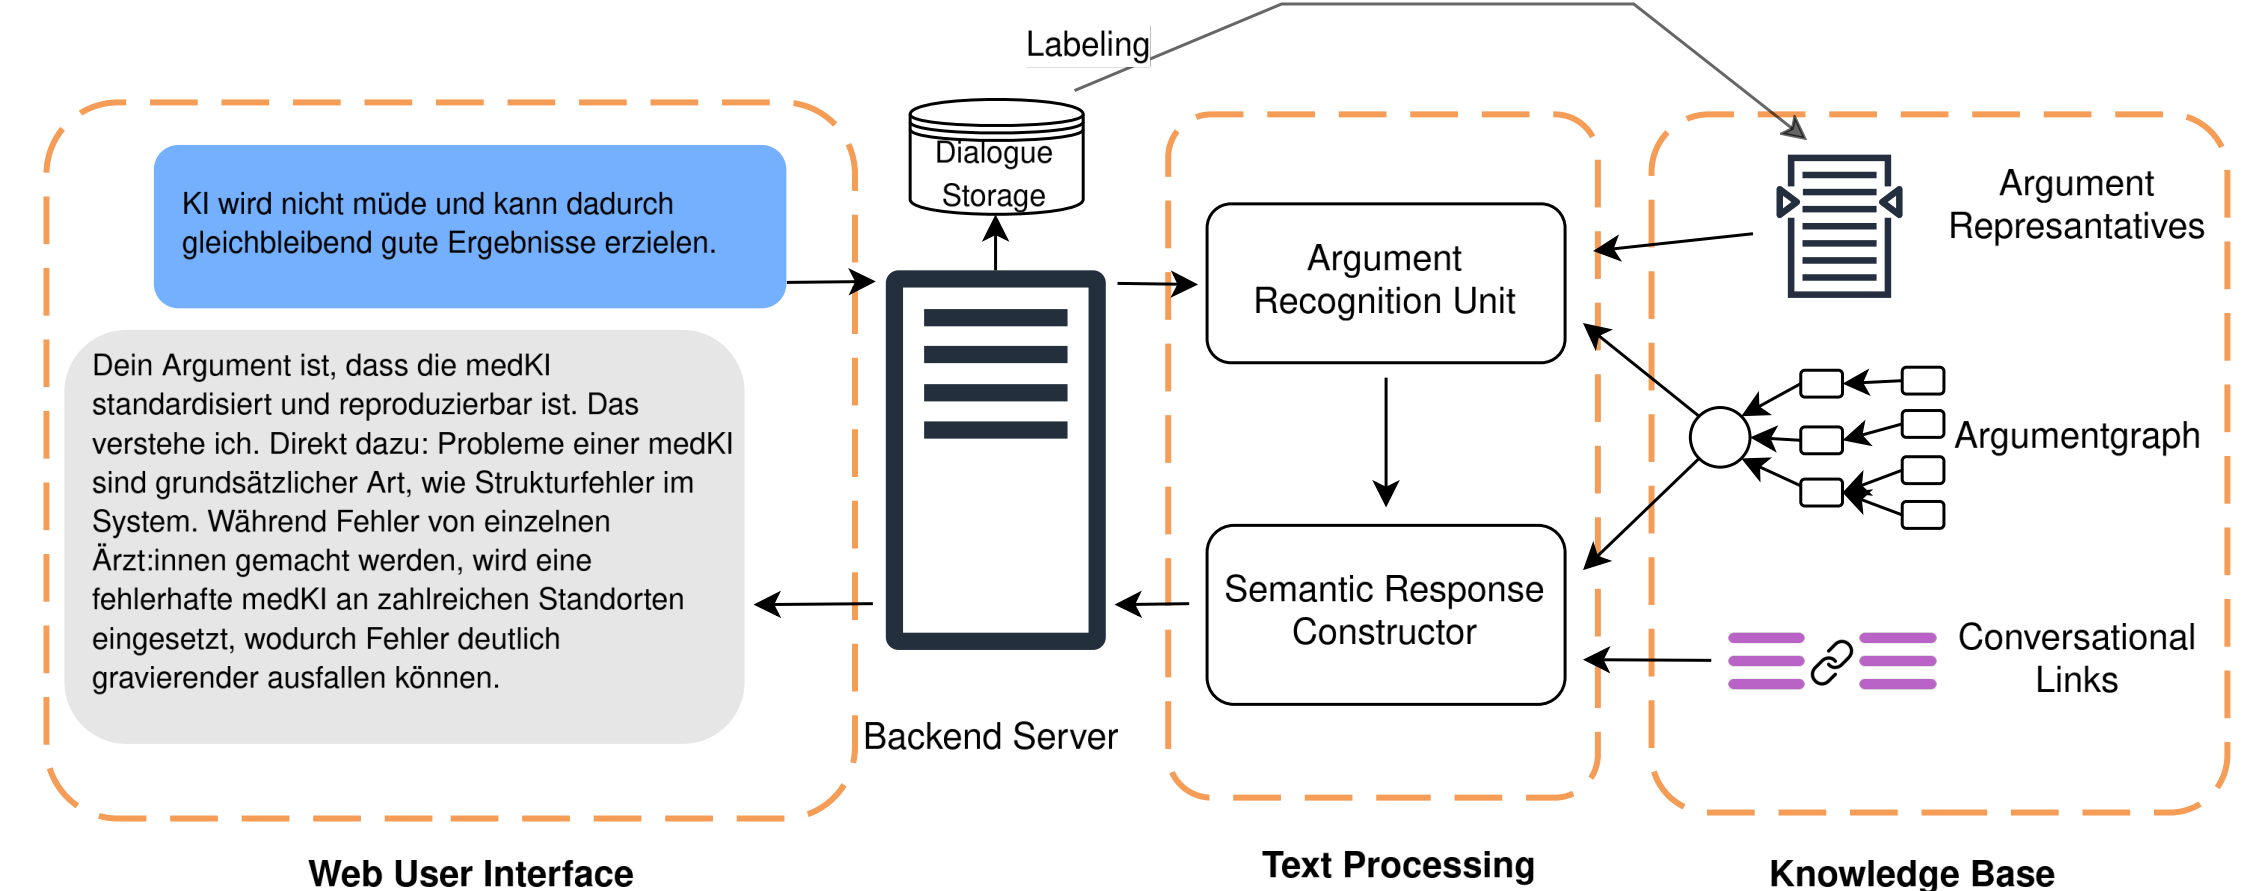 Labeling
Dialogue
Storage
KI wird nicht müde und kann dadurch
gleichbleibend gute Ergebnisse erzielen.
Dein Argument ist, dass die medKI
standardisiert und reproduzierbar ist. Das
verstehe ich. Direkt dazu: Probleme einer medKI
sind grundsätzlicher Art, wie Strukturfehler im
System. Während Fehler von einzelnen
Ärzt:innen gemacht werden, wird eine
fehlerhafte medKI an zahlreichen Standorten
eingesetzt, wodurch Fehler deutlich
gravierender ausfallen können.
Backend Server
Argument
Recognition Unit
Semantic Response
Constructor
Argument
Represantatives
Argumentgraph
Conversational
Links
Web User Interface
Text Processing
Knowledge Base